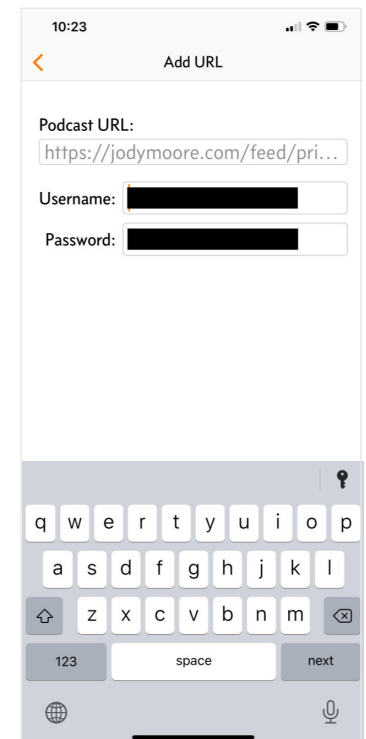 10:23
Add URL
Podcast URL:
https://jodymoore.com/feed/pri...
Username:
Password:
q w e r t y u i o p
a s d f g h j k l
z x c v b n m
123 space next